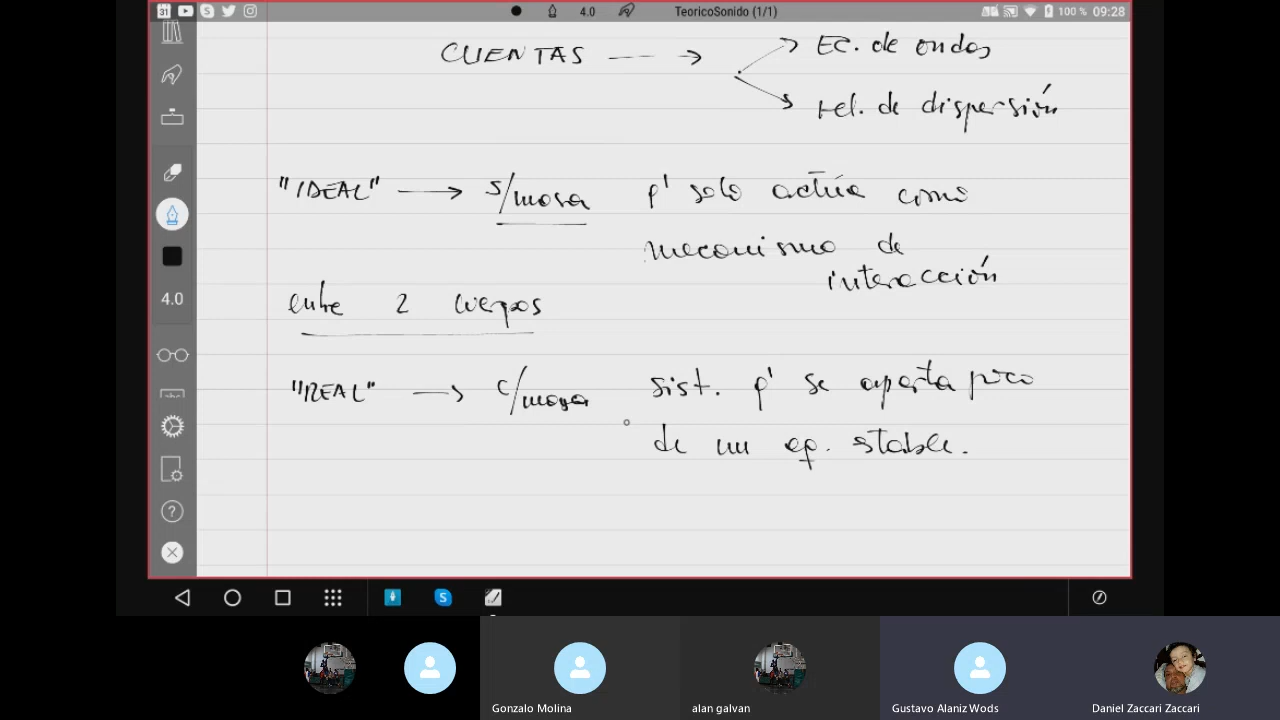 31
4.0
TeoricoSonido (1/1)
100 % 09:28
CUENTAS
Ec. de ondas
rel. de dispersión
"IDEAL" → s/masa p' solo actúa como
mecanismo de
interacción
entre 2 cuerpos
4.0
"REAL" → c/masa sist. p' se aparta poco
de un eq. stable.
Gonzalo Molina
alan galvan
Gustavo Alaniz Wods
Daniel Zaccari Zaccari